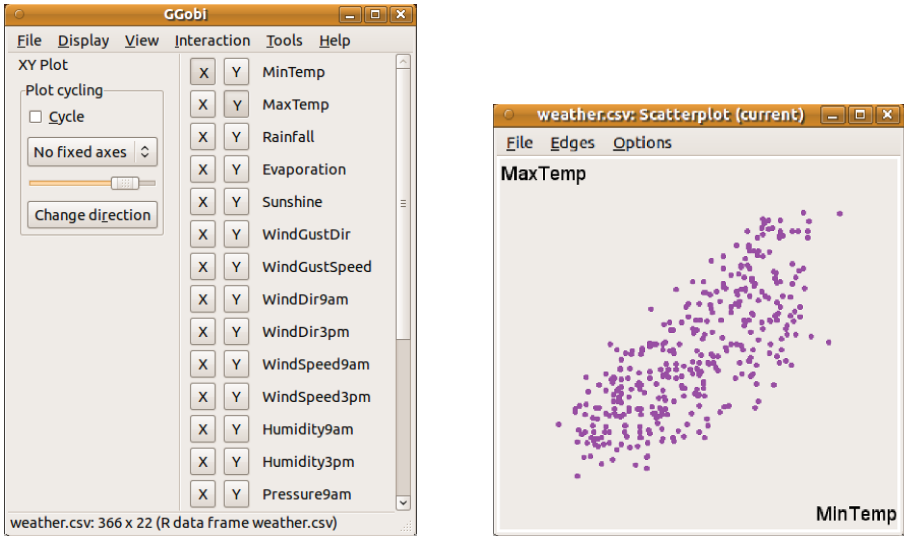 GGobi
File Display View Interaction Tools Help
XY Plot
Plot cycling
Cycle
No fixed axes
Change direction
X Y MinTemp
X Y MaxTemp
X Y Rainfall
X Y Evaporation
X Y Sunshine
X Y WindGustDir
X Y WindGustSpeed
X Y WindDir9am
X Y WindDir3pm
X Y WindSpeed9am
X Y WindSpeed3pm
X Y Humidity9am
X Y Humidity3pm
X Y Pressure9am
weather.csv: 366 x 22 (R data frame weather.csv)
weather.csv: Scatterplot (current)
File Edges Options
MaxTemp
MinTemp